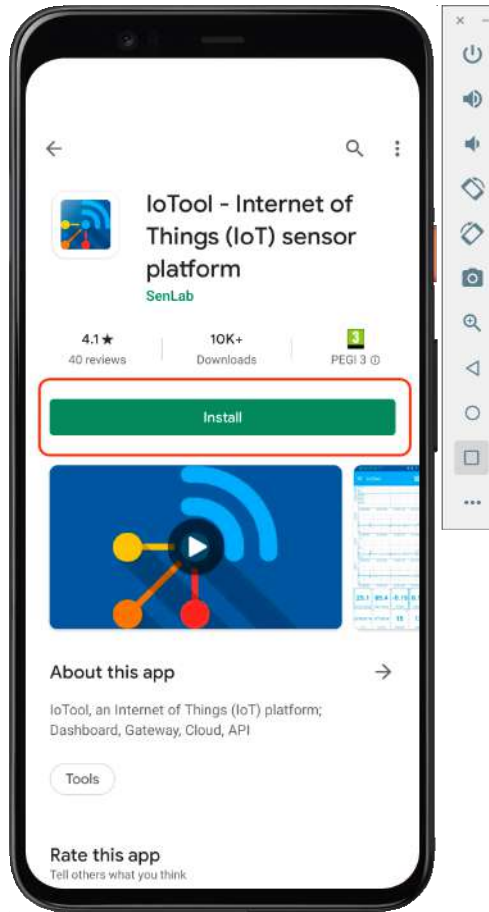 IoTool - Internet of
Things (IoT) sensor
platform
SenLab
4.1★
10K+
3
40 reviews
Downloads
PEGI 3
Install
About this app
IoTool, an Internet of Things (IoT) platform;
Dashboard, Gateway, Cloud, API
Tools
Rate this app
Tell others what you think